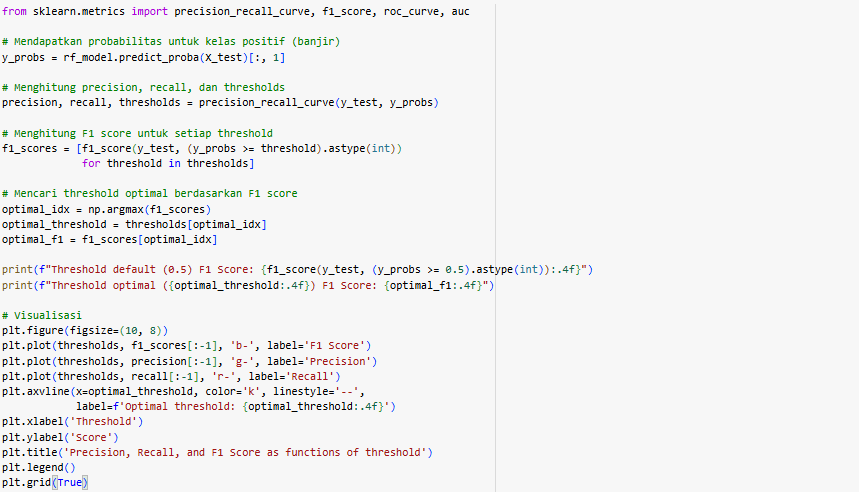 from sklearn.metrics import precision_recall_curve, f1_score, roc_curve, auc
# Mendapatkan probabilitas untuk kelas positif (banjir)
y_probs = rf_model.predict_proba(X_test)[:, 1]
# Menghitung precision, recall, dan thresholds
precision, recall, thresholds = precision_recall_curve(y_test, y_probs)
# Menghitung F1 score untuk setiap threshold
f1_scores = [f1_score(y_test, (y_probs >= threshold).astype(int))
for threshold in thresholds]
# Mencari threshold optimal berdasarkan F1 score
optimal_idx = np.argmax(f1_scores)
optimal_threshold = thresholds[optimal_idx]
optimal_f1 = f1_scores[optimal_idx]
print(f"Threshold default (0.5) F1 Score: {f1_score(y_test, (y_probs >= 0.5).astype(int)):.4f}")
print(f"Threshold optimal ({optimal_threshold:.4f}) F1 Score: {optimal_f1:.4f}")
# Visualisasi
plt.figure(figsize=(10, 8))
plt.plot(thresholds, f1_scores[:-1], 'b-', label='F1 Score')
plt.plot(thresholds, precision[:-1], 'g-', label='Precision')
plt.plot(thresholds, recall[:-1], 'r-', label='Recall')
plt.axvline(x=optimal_threshold, color='k', linestyle='--',
label=f'Optimal threshold: {optimal_threshold:.4f}')
plt.xlabel('Threshold')
plt.ylabel('Score')
plt.title('Precision, Recall, and F1 Score as functions of threshold')
plt.legend()
plt.grid(True)